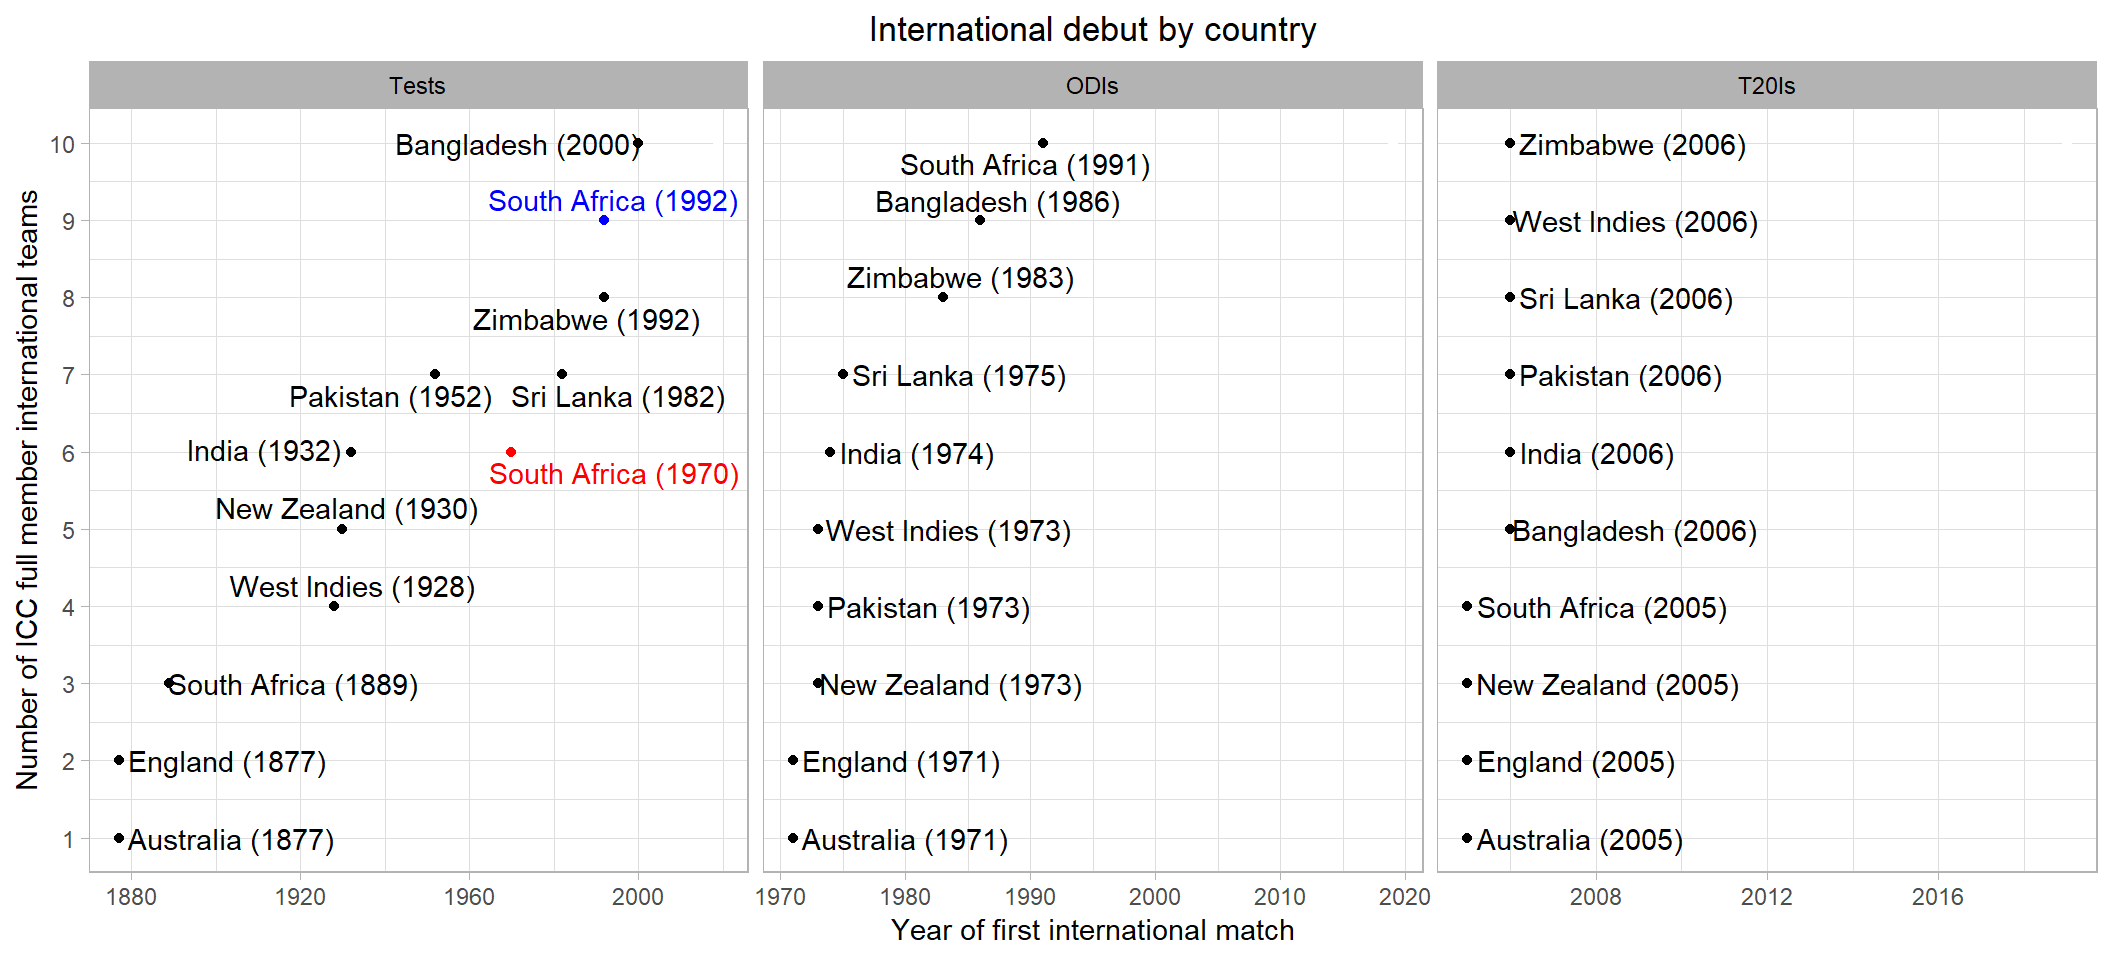 International debut by country
Tests
ODIs
T20Is
Number of ICC full member international teams
10
9
8
7
6
5
4
3
2
1
Bangladesh (2000)
South Africa (1992)
Zimbabwe (1992)
Pakistan (1952)
Sri Lanka (1982)
India (1932)
South Africa (1970)
New Zealand (1930)
West Indies (1928)
South Africa (1889)
England (1877)
Australia (1877)
1880
1920
1960
2000
South Africa (1991)
Bangladesh (1986)
Zimbabwe (1983)
Sri Lanka (1975)
India (1974)
West Indies (1973)
Pakistan (1973)
New Zealand (1973)
England (1971)
Australia (1971)
1970
1980
1990
2000
2010
2020
Zimbabwe (2006)
West Indies (2006)
Sri Lanka (2006)
Pakistan (2006)
India (2006)
Bangladesh (2006)
South Africa (2005)
New Zealand (2005)
England (2005)
Australia (2005)
2008
2012
2016
Year of first international match